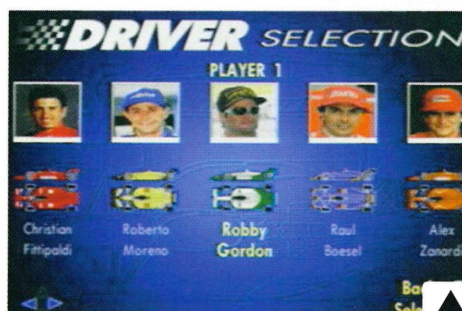 DRIVER SELECTION
PLAYER 1
Christian Fittipaldi
Roberto Moreno
Robby Gordon
Raul Boesel
Alex Zanardi